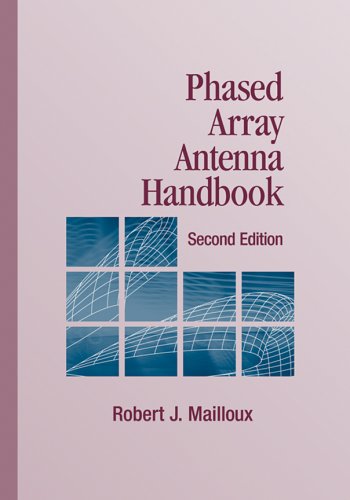 Phased
Array
Antenna
Handbook
Second Edition
Robert J. Mailloux